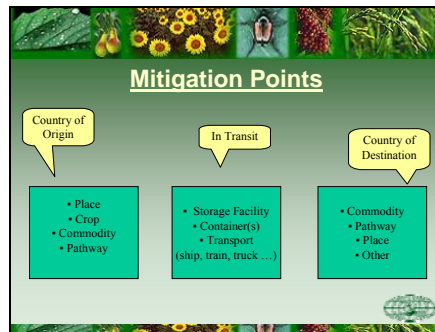 Mitigation Points
Country of
Origin
In Transit
Country of
Destination
• Place
• Crop
• Commodity
• Pathway
• Storage Facility
• Container(s)
• Transport
(ship, train, truck …)
• Commodity
• Pathway
• Place
• Other